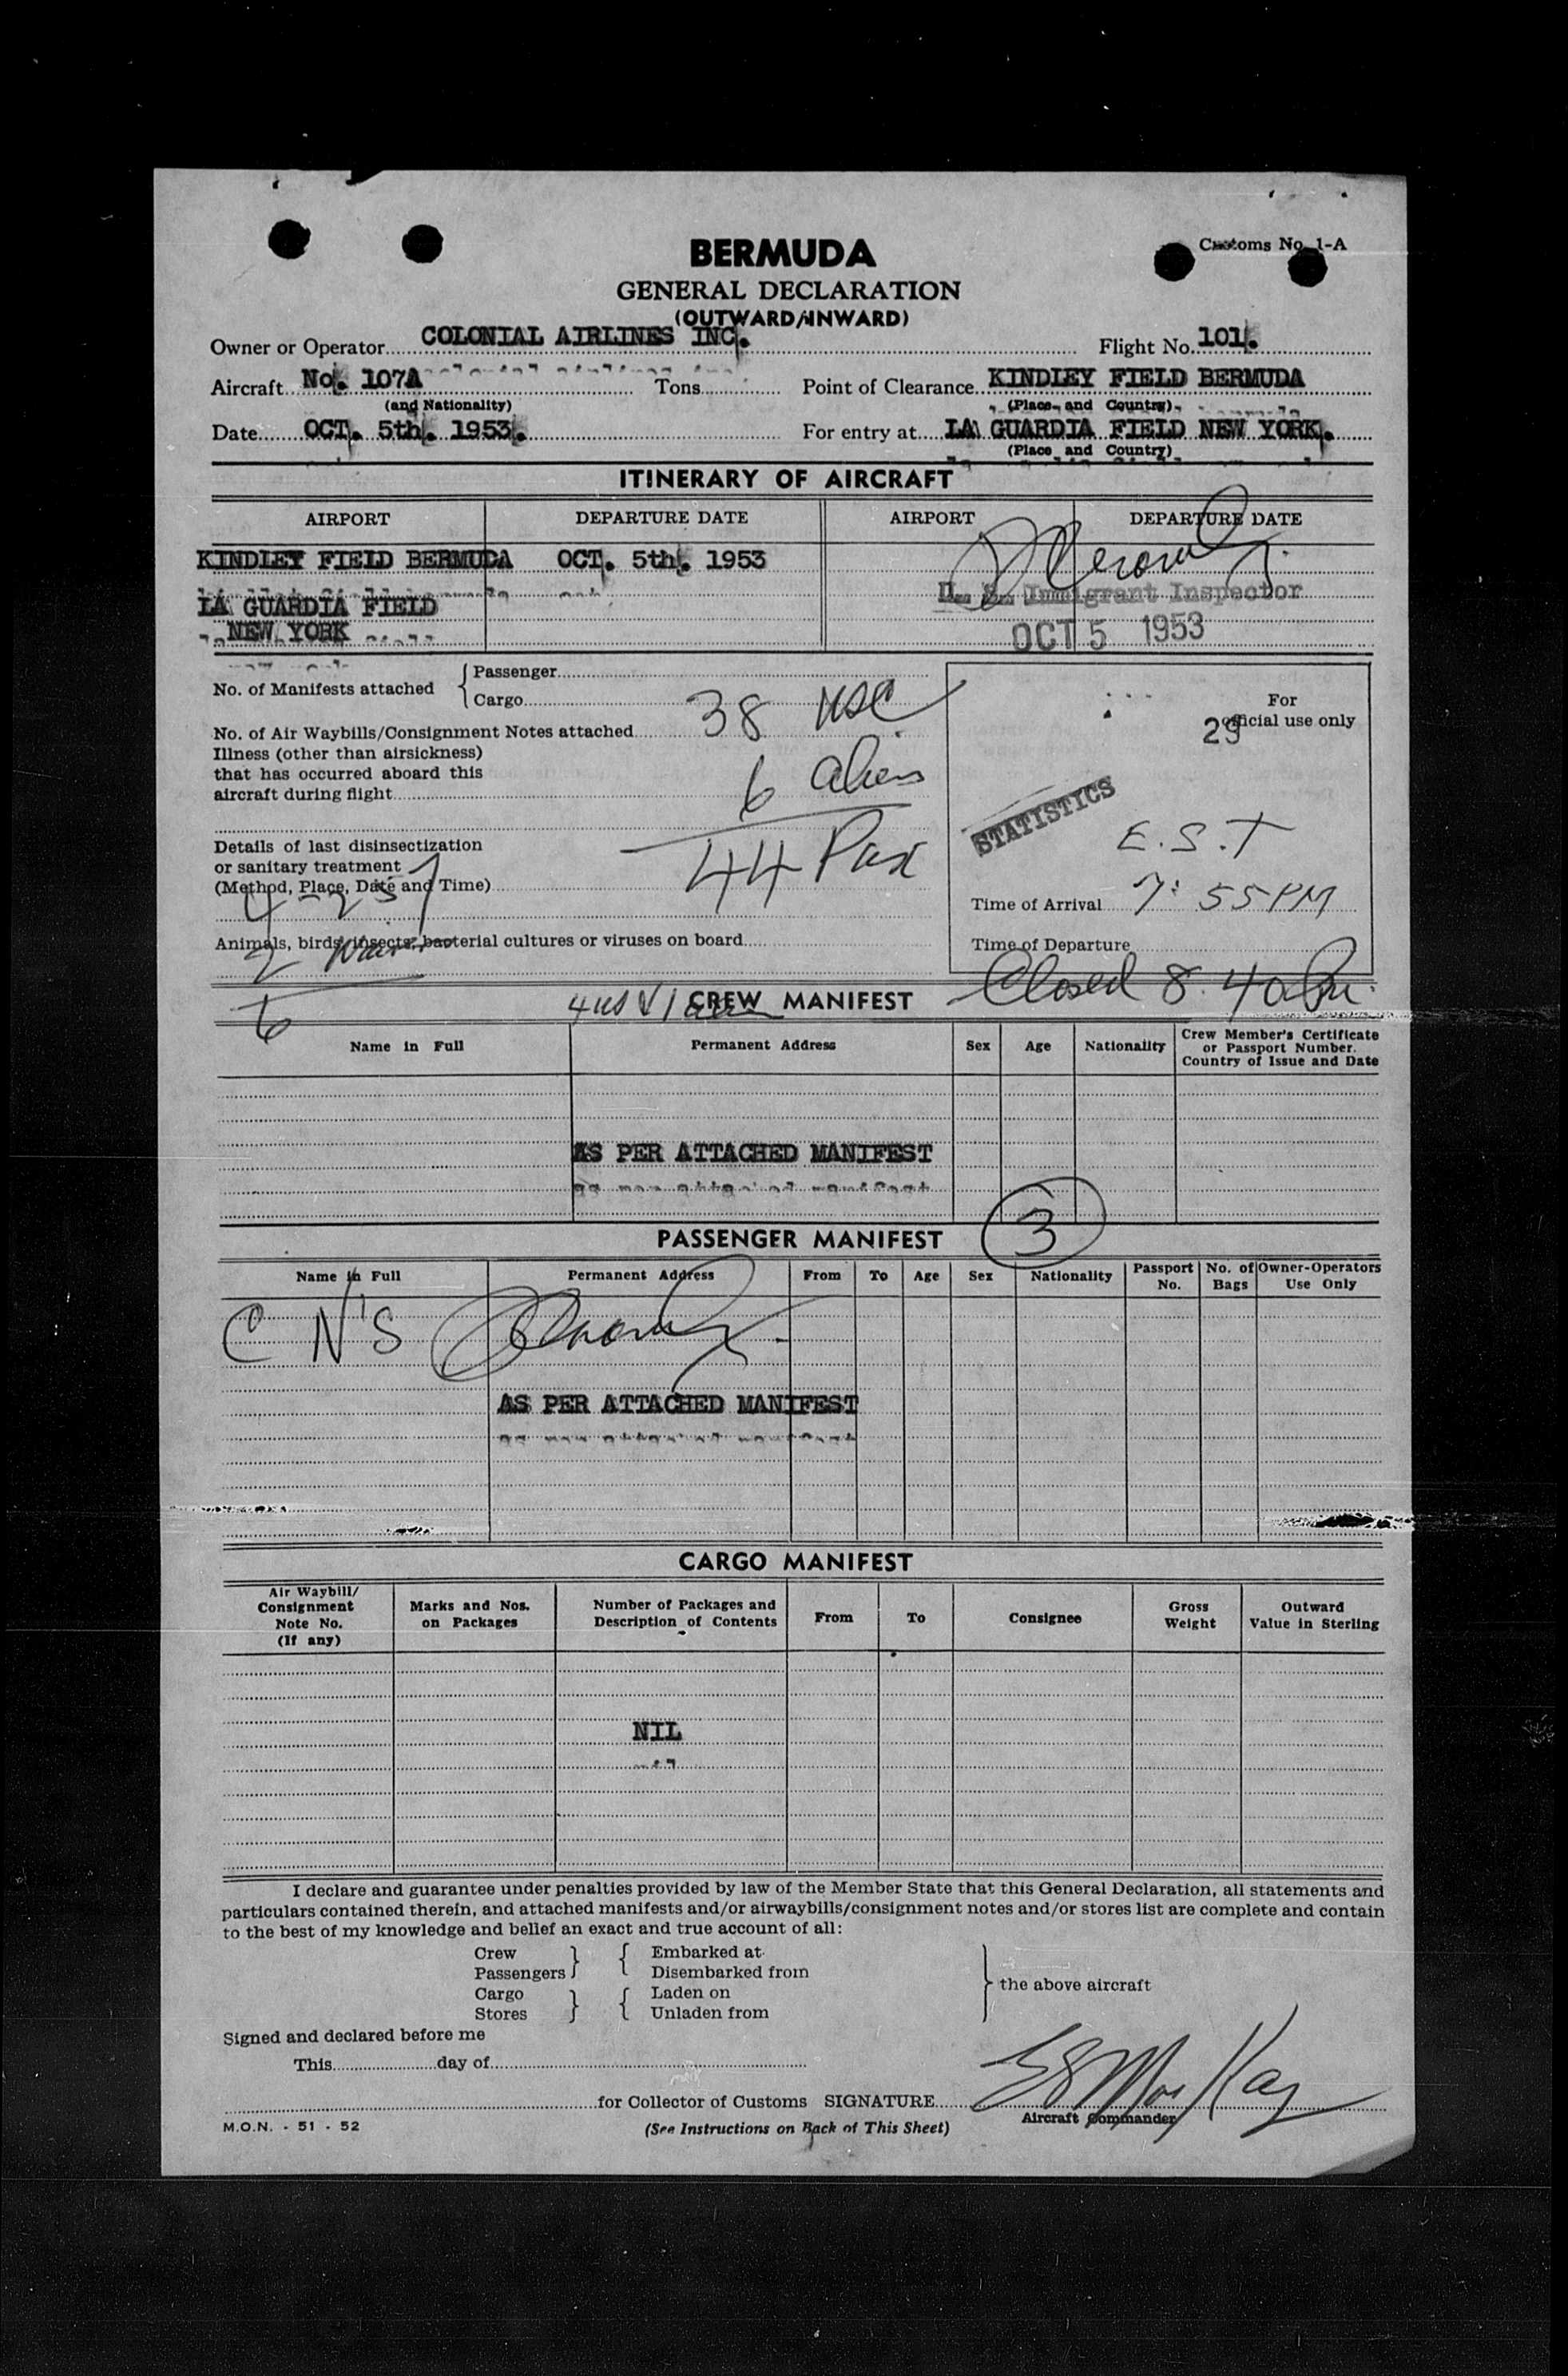 Customs No. 1-A
BERMUDA
GENERAL DECLARATION
(OUTWARD/INWARD)
Owner or Operator COLONIAL AIRLINES INC. Flight No. 101.
Aircraft No. 107A Tons Point of Clearance KINDLEY FIELD BERMUDA
(and Nationality) (Place and Country)
Date OCT. 5th. 1953. For entry at LA GUARDIA FIELD NEW YORK.
(Place and Country)
ITINERARY OF AIRCRAFT
AIRPORT DEPARTURE DATE AIRPORT DEPARTURE DATE
KINDLEY FIELD BERMUDA OCT. 5th. 1953
LA GUARDIA FIELD U. S. Immigrant Inspector
NEW YORK OCT 5 1953
No. of Manifests attached { Passenger
Cargo
38 USC
No. of Air Waybills/Consignment Notes attached
Illness (other than airsickness)
that has occurred aboard this
aircraft during flight
6 aliens
44 Pax
Details of last disinsectization
or sanitary treatment
(Method, Place, Date and Time)
Animals, birds, insects, bacterial cultures or viruses on board
6
For
official use only
29
STATISTICS
E.S.T
Time of Arrival 7:55PM
Time of Departure
Closed 8.40 Pm.
CREW MANIFEST
Name in Full Permanent Address Sex Age Nationality Crew Member's Certificate
or Passport Number.
Country of Issue and Date
AS PER ATTACHED MANIFEST
3
PASSENGER MANIFEST
Name in Full Permanent Address From To Age Sex Nationality Passport No. No. of Bags Owner-Operators Use Only
C N'S
AS PER ATTACHED MANIFEST
CARGO MANIFEST
Air Waybill/
Consignment
Note No.
(If any)
Marks and Nos.
on Packages
Number of Packages and
Description of Contents
From To Consignee
Gross
Weight
Outward
Value in Sterling
NIL
I declare and guarantee under penalties provided by law of the Member State that this General Declaration, all statements and
particulars contained therein, and attached manifests and/or airwaybills/consignment notes and/or stores list are complete and contain
to the best of my knowledge and belief an exact and true account of all:
Crew } { Embarked at
Passengers } { Disembarked from
} the above aircraft
Cargo } { Laden on
Stores } { Unladen from
Signed and declared before me
This day of
for Collector of Customs SIGNATURE
Aircraft Commander
M.O.N. - 51 - 52 (See Instructions on Back of This Sheet)